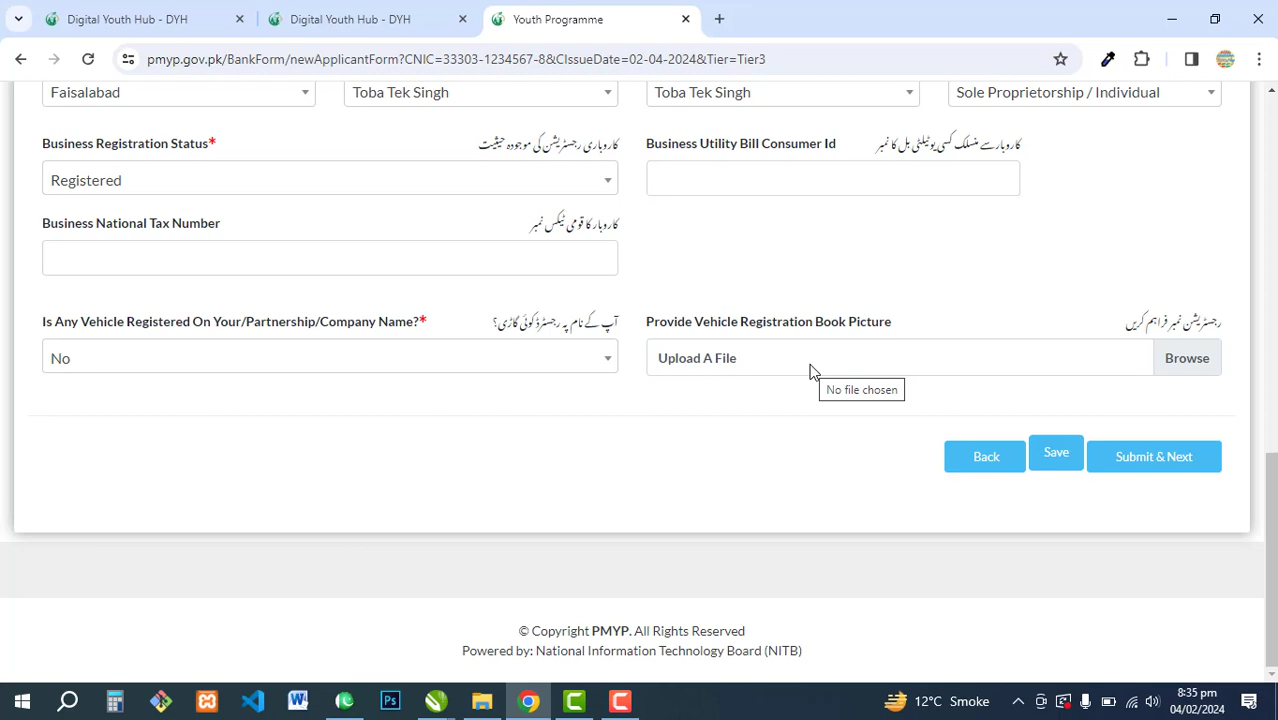 Digital Youth Hub - DYH
Digital Youth Hub - DYH
Youth Programme
pmyp.gov.pk/BankForm/newApplicantForm?CNIC=33303-1234567-8&CIssueDate=02-04-2024&Tier=Tier3
Faisalabad
Toba Tek Singh
Toba Tek Singh
Sole Proprietorship / Individual
Business Registration Status*
کاروباری رجسٹریشن کی موجودہ حیثیت
Business Utility Bill Consumer Id
کاروبار سے منسلک کسی یوٹیلٹی بل کا نمبر
Registered
Business National Tax Number
کاروبار کا قومی ٹیکس نمبر
Is Any Vehicle Registered On Your/Partnership/Company Name?*
آپ کے نام پہ رجسٹرڈ کوئی گاڑی؟
Provide Vehicle Registration Book Picture
رجسٹریشن نمبر فراہم کریں
No
Upload A File
Browse
No file chosen
Back
Save
Submit & Next
© Copyright PMYP. All Rights Reserved
Powered by: National Information Technology Board (NITB)
12°C Smoke
8:35 pm
04/02/2024